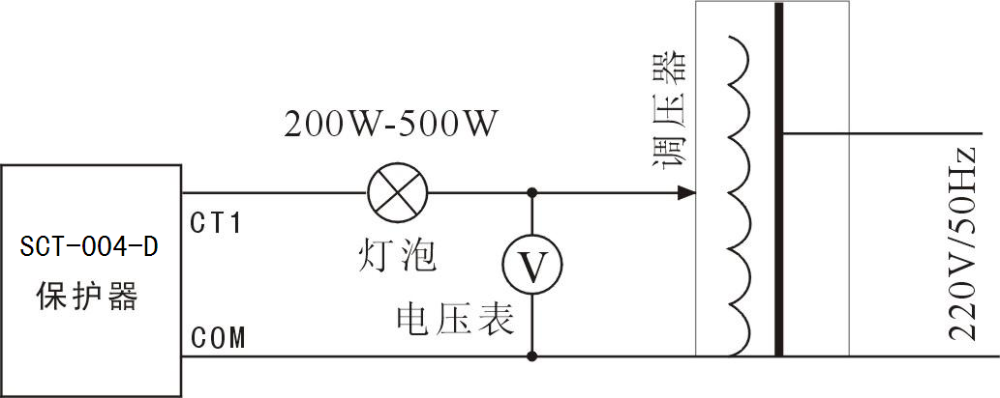 200W-500W
调压器
CT1
灯泡
SCT-004-D
保护器
V
电压表
COM
220V/50Hz